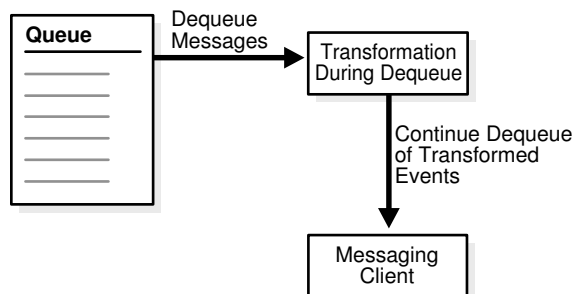 Queue
Dequeue
Messages
Transformation
During Dequeue
Continue Dequeue
of Transformed
Events
Messaging
Client